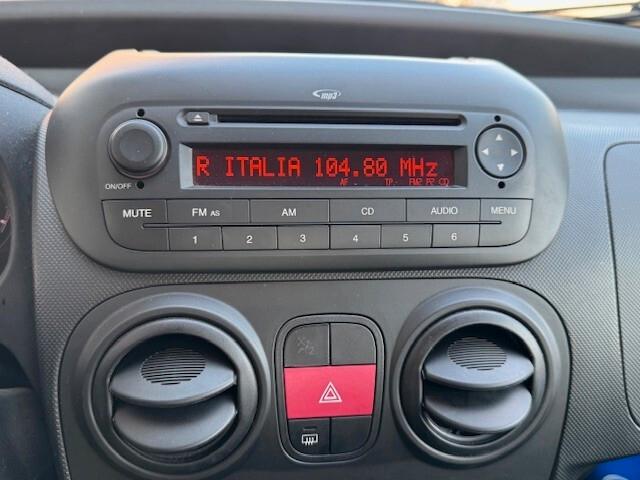 mp3
R ITALIA 104.80 MHz
AF TP
ON/OFF
MUTE FM AS AM CD AUDIO MENU
1 2 3 4 5 6